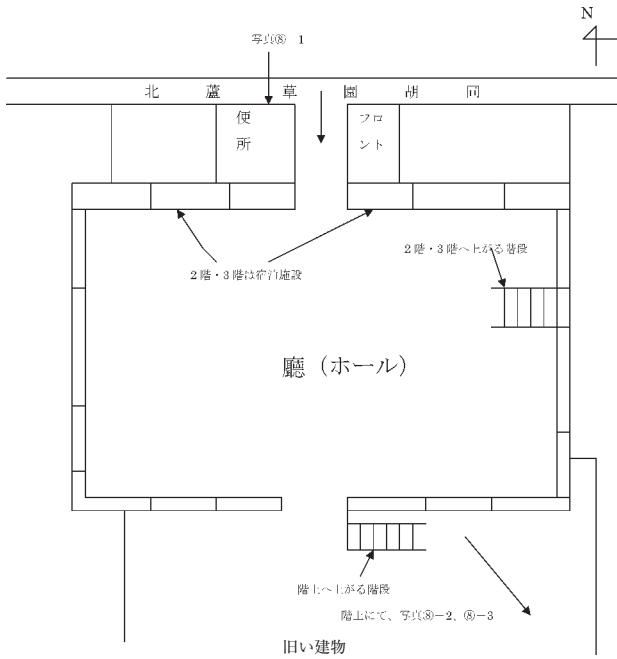 N
写真⑧－1
北蘆草園胡同
便所
フロント
2階・3階は宿泊施設
2階・3階へ上がる階段
廳（ホール）
階上へ上がる階段
階上にて、写真⑧－2、⑧－3
旧い建物